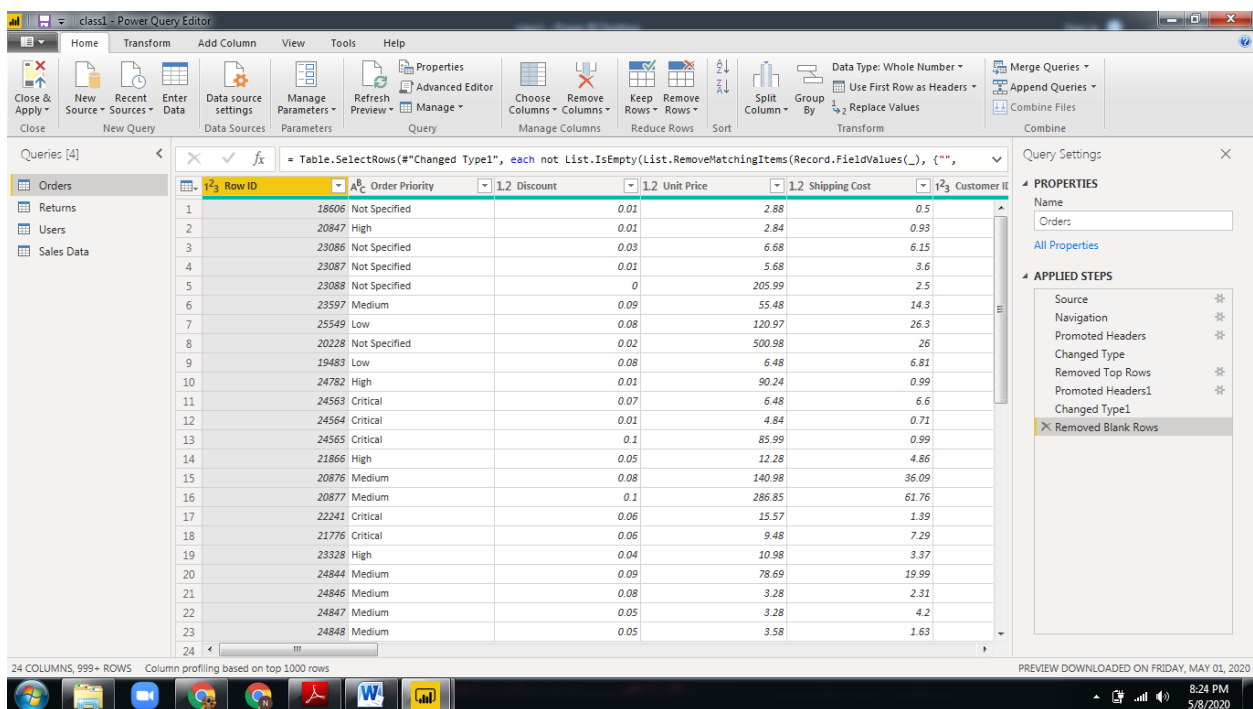 class1 - Power Query Editor
Home Transform Add Column View Tools Help
Close & Apply
New Source
Recent Sources
Enter Data
Data source settings
Manage Parameters
Refresh Preview
Properties
Advanced Editor
Manage
Choose Columns
Remove Columns
Keep Rows
Remove Rows
Split Column
Group By
Data Type: Whole Number
Use First Row as Headers
Replace Values
Merge Queries
Append Queries
Combine Files
Close New Query Data Sources Parameters Query Manage Columns Reduce Rows Sort Transform Combine
Queries [4]
Orders
Returns
Users
Sales Data
fx = Table.SelectRows(#"Changed Type1", each not List.IsEmpty(List.RemoveMatchingItems(Record.FieldValues(_), {"",
123 Row ID ABC Order Priority 1.2 Discount 1.2 Unit Price 1.2 Shipping Cost 123 Customer ID
1 18606 Not Specified 0.01 2.88 0.5
2 20847 High 0.01 2.84 0.93
3 23086 Not Specified 0.03 6.68 6.15
4 23087 Not Specified 0.01 5.68 3.6
5 23088 Not Specified 0 205.99 2.5
6 23597 Medium 0.09 55.48 14.3
7 25549 Low 0.08 120.97 26.3
8 20228 Not Specified 0.02 500.98 26
9 19483 Low 0.08 6.48 6.81
10 24782 High 0.01 90.24 0.99
11 24563 Critical 0.07 6.48 6.6
12 24564 Critical 0.01 4.84 0.71
13 24565 Critical 0.1 85.99 0.99
14 21866 High 0.05 12.28 4.86
15 20876 Medium 0.08 140.98 36.09
16 20877 Medium 0.1 286.85 61.76
17 22241 Critical 0.06 15.57 1.39
18 21776 Critical 0.06 9.48 7.29
19 23328 High 0.04 10.98 3.37
20 24844 Medium 0.09 78.69 19.99
21 24846 Medium 0.08 3.28 2.31
22 24847 Medium 0.05 3.28 4.2
23 24848 Medium 0.05 3.58 1.63
24
Query Settings
PROPERTIES
Name
Orders
All Properties
APPLIED STEPS
Source
Navigation
Promoted Headers
Changed Type
Removed Top Rows
Promoted Headers1
Changed Type1
Removed Blank Rows
24 COLUMNS, 999+ ROWS Column profiling based on top 1000 rows
PREVIEW DOWNLOADED ON FRIDAY, MAY 01, 2020
8:24 PM
5/8/2020